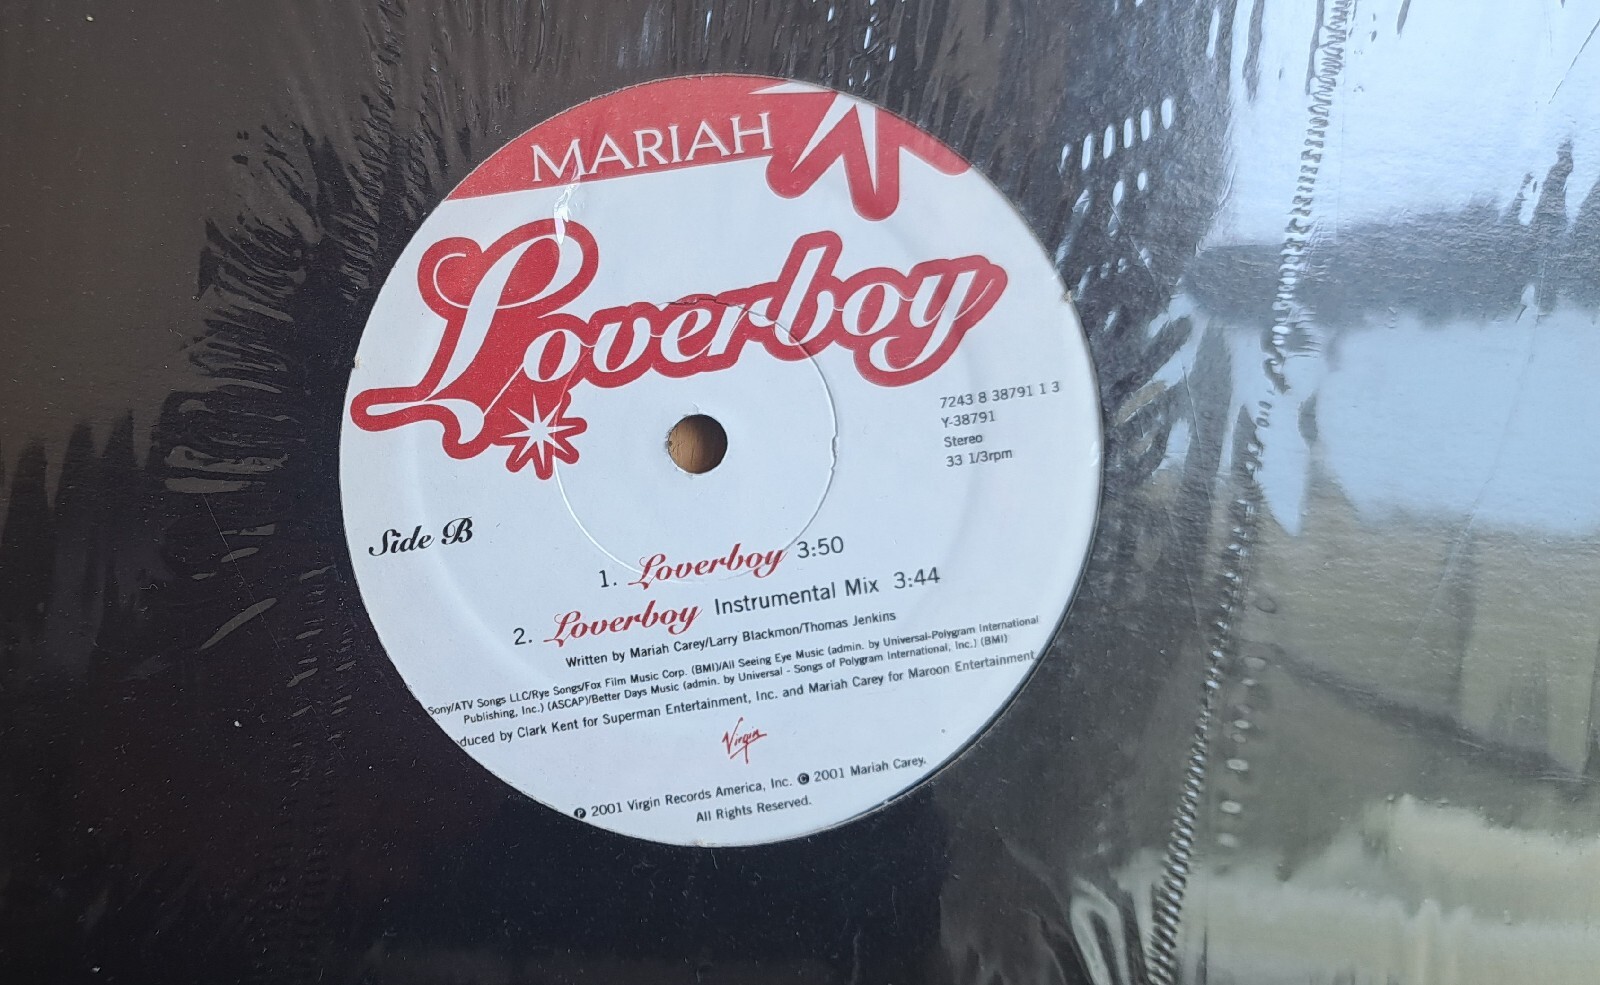 MARIAH
Loverboy
7243 8 38791 1 3
Y-38791
Stereo
33 1/3rpm
Side B
1. Loverboy 3:50
2. Loverboy Instrumental Mix 3:44
Written by Mariah Carey/Larry Blackmon/Thomas Jenkins
Sony/ATV Songs LLC/Rye Songs/Fox Film Music Corp. (BMI)/All Seeing Eye Music (admin. by Universal-Polygram International
Publishing, Inc.) (ASCAP)/Better Days Music (admin. by Universal - Songs of Polygram International, Inc.) (BMI)
duced by Clark Kent for Superman Entertainment, Inc. and Mariah Carey for Maroon Entertainment
Virgin
℗ 2001 Virgin Records America, Inc. © 2001 Mariah Carey.
All Rights Reserved.